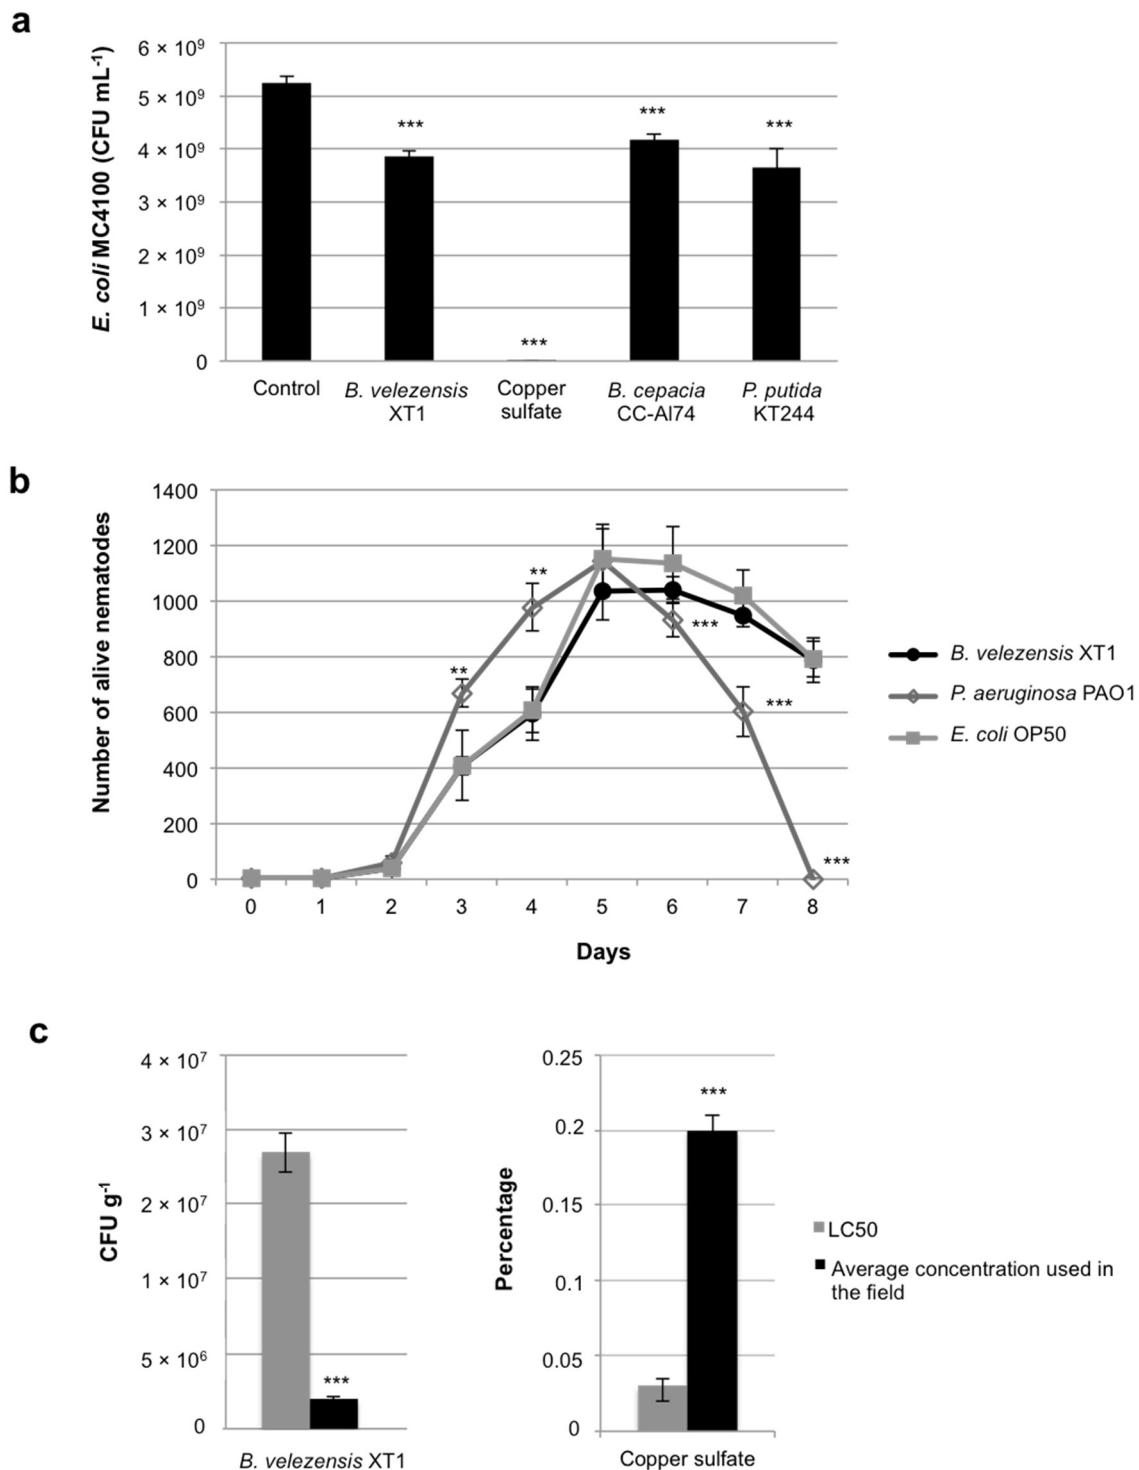 a
E. coli MC4100 (CFU mL-1)
6 × 10⁹
5 × 10⁹
4 × 10⁹
3 × 10⁹
2 × 10⁹
1 × 10⁹
0
***
***
***
***
Control
B. velezensis
XT1
Copper
sulfate
B. cepacia
CC-Al74
P. putida
KT244
b
Number of alive nematodes
1400
1200
1000
800
600
400
200
0
**
**
***
***
***
0 1 2 3 4 5 6 7 8
Days
B. velezensis XT1
P. aeruginosa PAO1
E. coli OP50
c
CFU g-1
4 × 10⁷
3 × 10⁷
2 × 10⁷
1 × 10⁷
5 × 10⁶
0
***
B. velezensis XT1
Percentage
0.25
0.2
0.15
0.1
0.05
0
***
Copper sulfate
LC50
Average concentration used in
the field